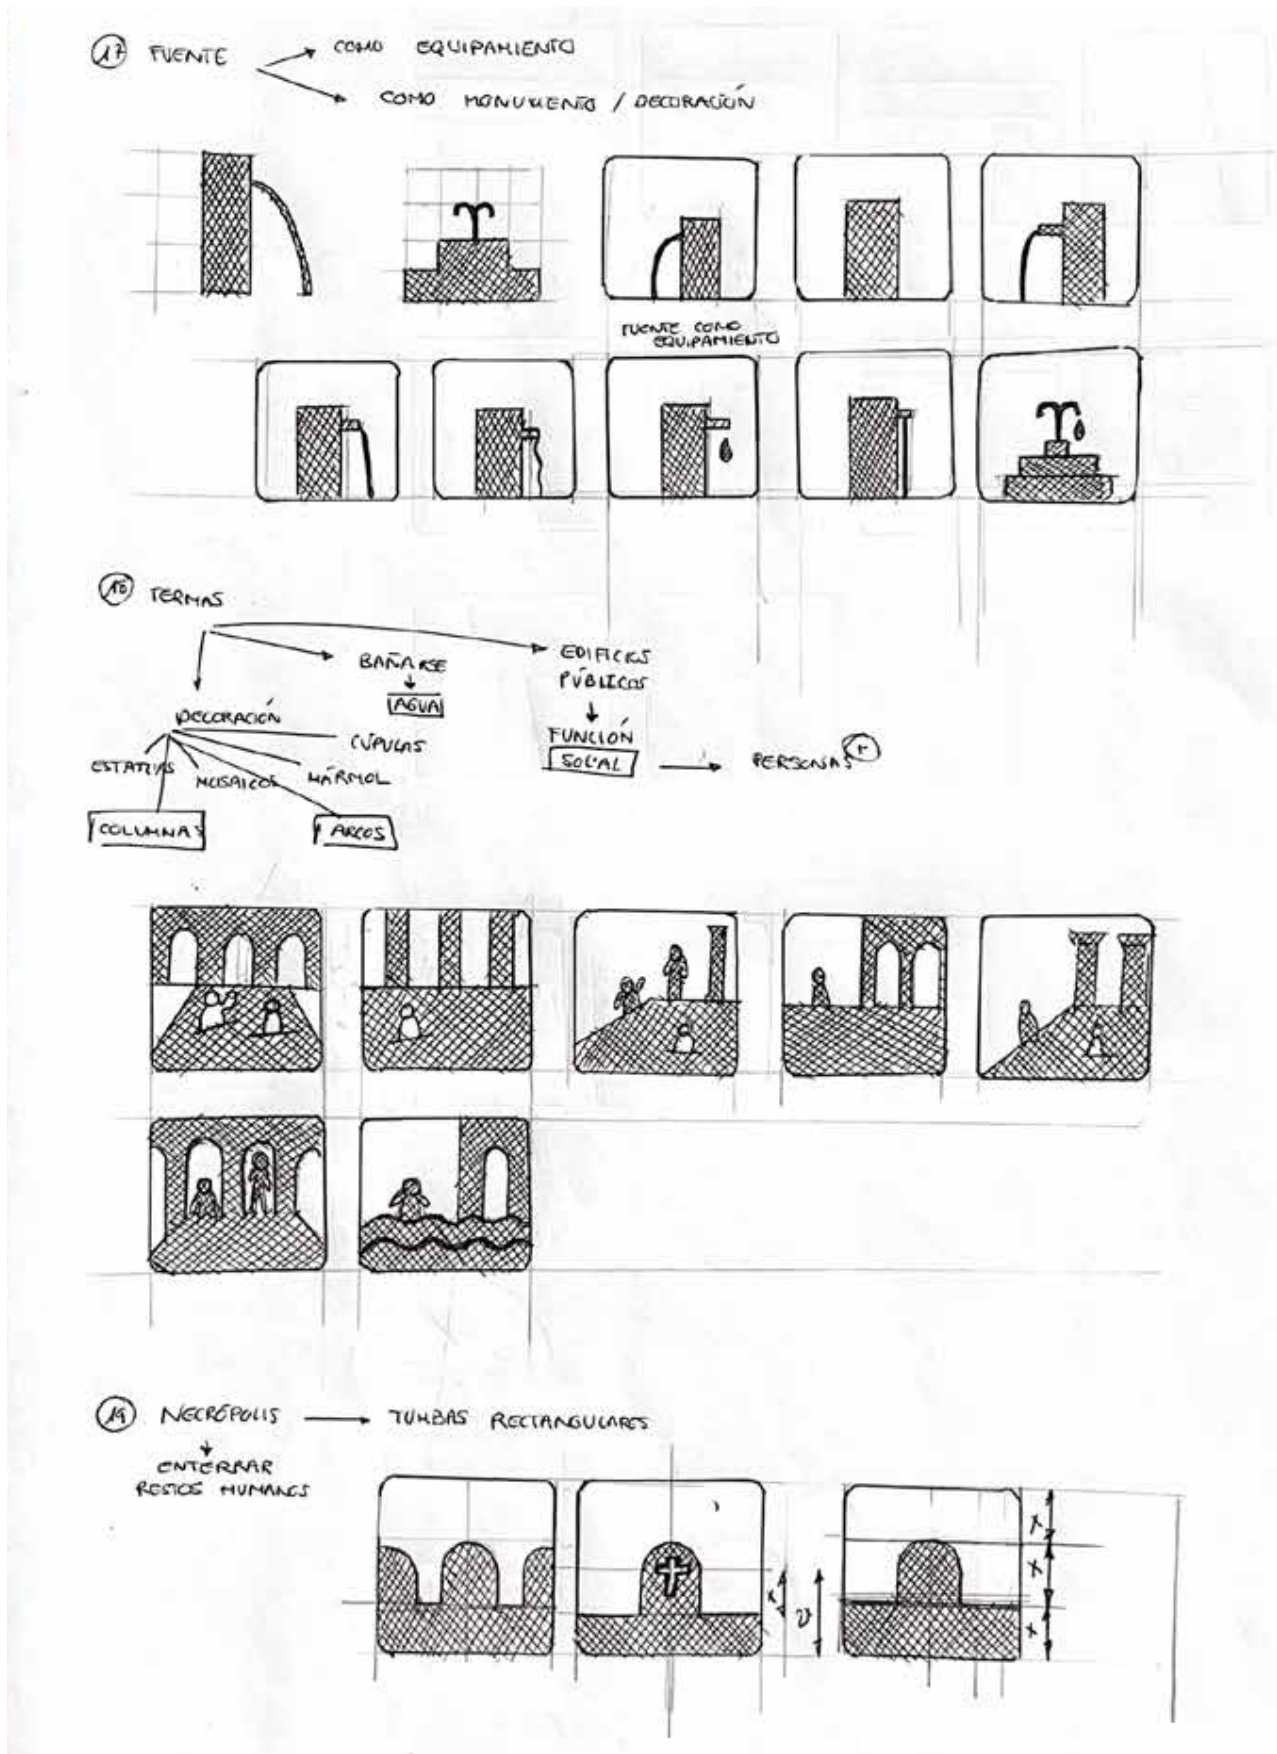 17 FUENTE
COMO EQUIPAMIENTO
COMO MONUMENTO / DECORACIÓN
FUENTE COMO
EQUIPAMIENTO
18 TERMAS
BAÑARSE
AGUA
EDIFICIOS
PÚBLICOS
FUNCIÓN
SOCIAL
PERSONAS
DECORACIÓN
CÚPULAS
ESTATUAS
MOSAICOS
MÁRMOL
COLUMNAS
ARCOS
19 NECRÓPOLIS
TUMBAS RECTANGULARES
ENTERRAR
RESTOS HUMANOS
x
x
x
x